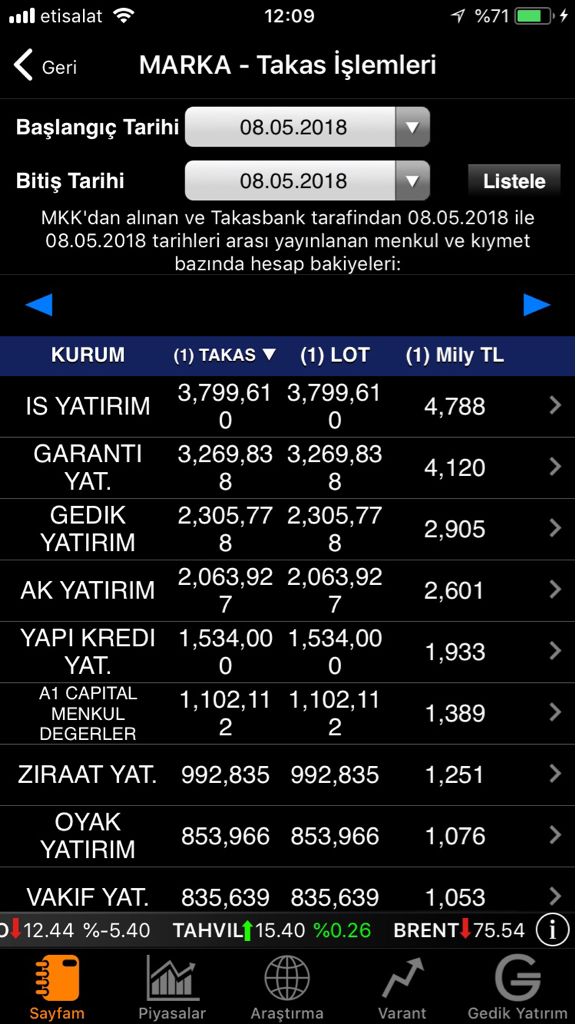 etisalat 12:09 %71
Geri MARKA - Takas İşlemleri
Başlangıç Tarihi 08.05.2018
Bitiş Tarihi 08.05.2018 Listele
MKK'dan alınan ve Takasbank tarafindan 08.05.2018 ile
08.05.2018 tarihleri arası yayınlanan menkul ve kıymet
bazında hesap bakiyeleri:
KURUM (1) TAKAS ▼ (1) LOT (1) Mily TL
IS YATIRIM 3,799,610 3,799,610 4,788
GARANTI YAT. 3,269,838 3,269,838 4,120
GEDIK YATIRIM 2,305,778 2,305,778 2,905
AK YATIRIM 2,063,927 2,063,927 2,601
YAPI KREDI YAT. 1,534,000 1,534,000 1,933
A1 CAPITAL MENKUL DEGERLER 1,102,112 1,102,112 1,389
ZIRAAT YAT. 992,835 992,835 1,251
OYAK YATIRIM 853,966 853,966 1,076
VAKIF YAT. 835,639 835,639 1,053
12.44 %-5.40 TAHVIL 15.40 %0.26 BRENT 75.54 i
Sayfam Piyasalar Araştırma Varant Gedik Yatırım